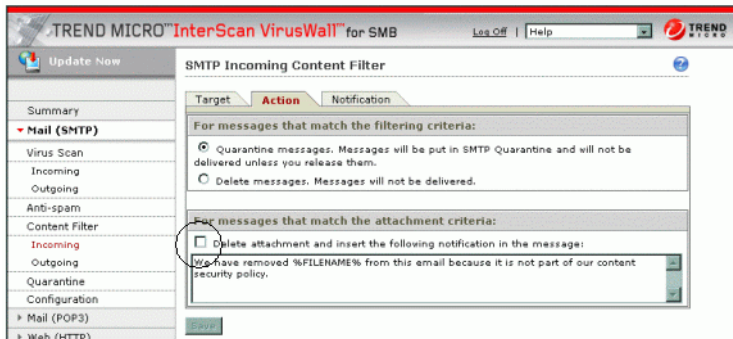 TREND MICRO™ InterScan VirusWall™ for SMB
Log Off | Help
TREND
MICRO
Update Now
Summary
Mail (SMTP)
Virus Scan
Incoming
Outgoing
Anti-spam
Content Filter
Incoming
Outgoing
Quarantine
Configuration
Mail (POP3)
Web (HTTP)
SMTP Incoming Content Filter
Target Action Notification
For messages that match the filtering criteria:
Quarantine messages. Messages will be put in SMTP Quarantine and will not be
delivered unless you release them.
Delete messages. Messages will not be delivered.
For messages that match the attachment criteria:
Delete attachment and insert the following notification in the message:
We have removed %FILENAME% from this email because it is not part of our content
security policy.
Save